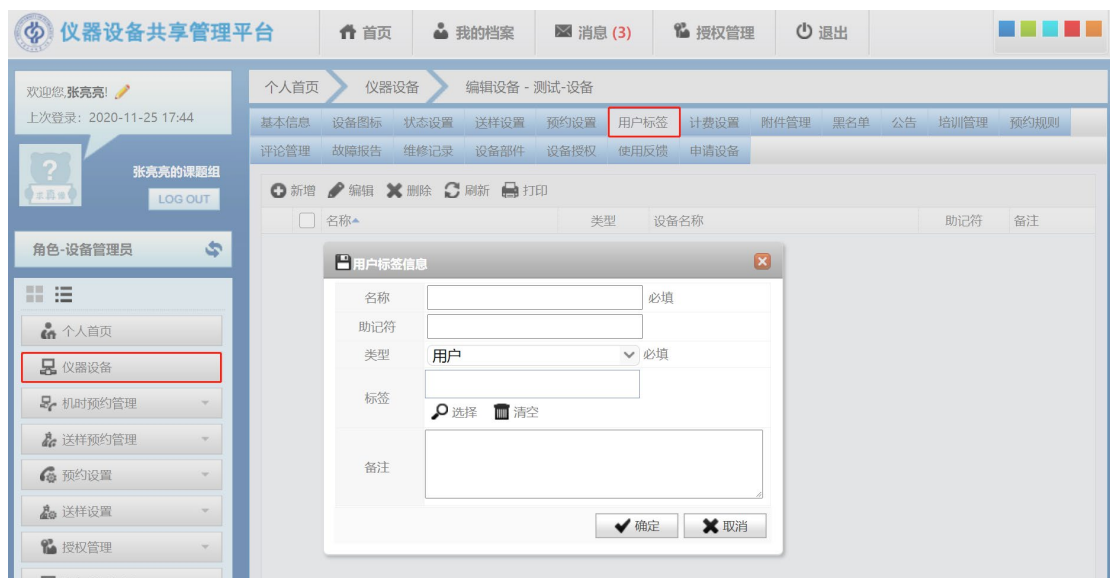 仪器设备共享管理平台
首页 我的档案 消息 (3) 授权管理 退出
欢迎您,张亮亮!
上次登录：2020-11-25 17:44
张亮亮的课题组
LOG OUT
角色-设备管理员
个人首页
仪器设备
机时预约管理
送样预约管理
预约设置
送样设置
授权管理
个人首页 仪器设备 编辑设备 - 测试-设备
基本信息 设备图标 状态设置 送样设置 预约设置 用户标签 计费设置 附件管理 黑名单 公告 培训管理 预约规则
评论管理 故障报告 维修记录 设备部件 设备授权 使用反馈 申请设备
新增 编辑 删除 刷新 打印
名称 类型 设备名称 助记符 备注
用户标签信息
名称 必填
助记符
类型 用户 必填
标签
选择 清空
备注
确定 取消